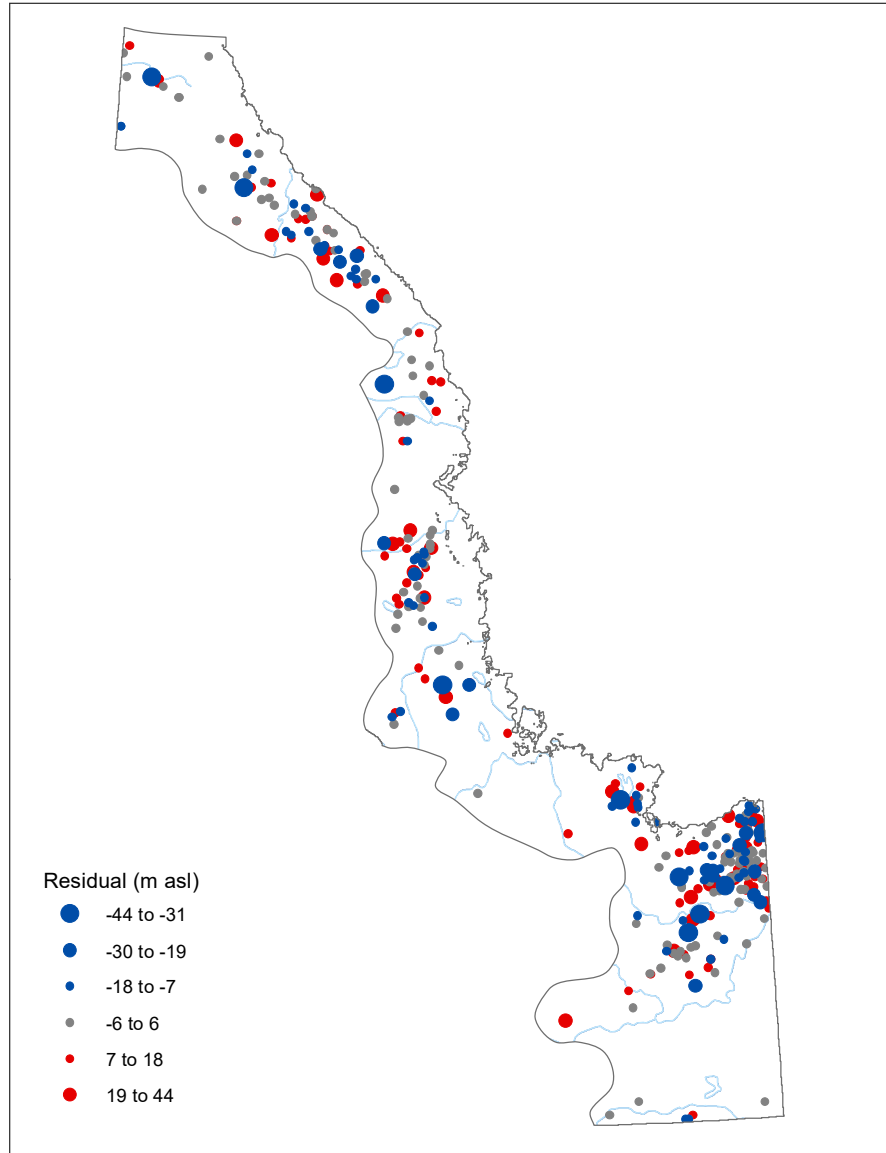 Residual (m asl)
-44 to -31
-30 to -19
-18 to -7
-6 to 6
7 to 18
19 to 44